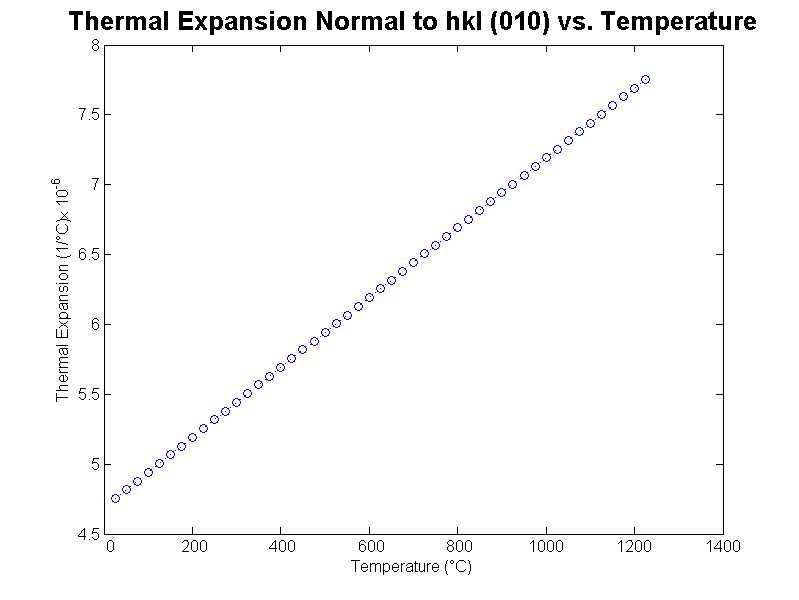 Thermal Expansion Normal to hkl (010) vs. Temperature
8
7.5
7
6.5
6
5.5
5
4.5
Thermal Expansion (1/°C)× 10-6
0 200 400 600 800 1000 1200 1400
Temperature (°C)